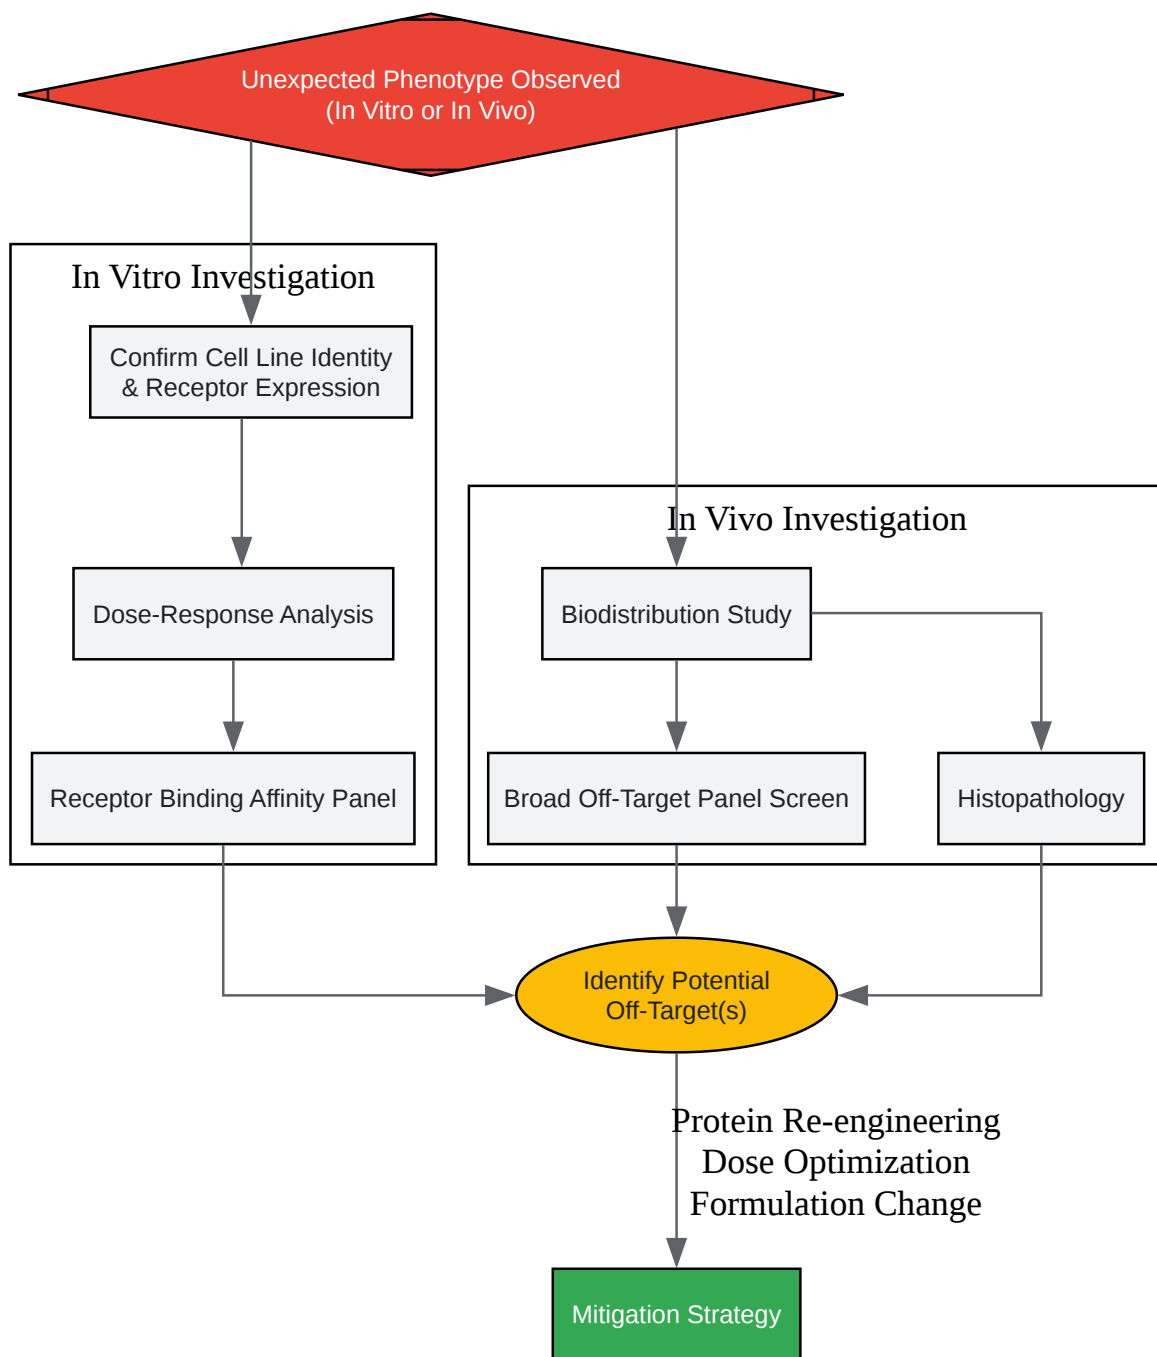 Unexpected Phenotype Observed
(In Vitro or In Vivo)
In Vitro Investigation
Confirm Cell Line Identity
& Receptor Expression
Dose-Response Analysis
Receptor Binding Affinity Panel
In Vivo Investigation
Biodistribution Study
Broad Off-Target Panel Screen
Histopathology
Identify Potential
Off-Target(s)
Protein Re-engineering
Dose Optimization
Formulation Change
Mitigation Strategy